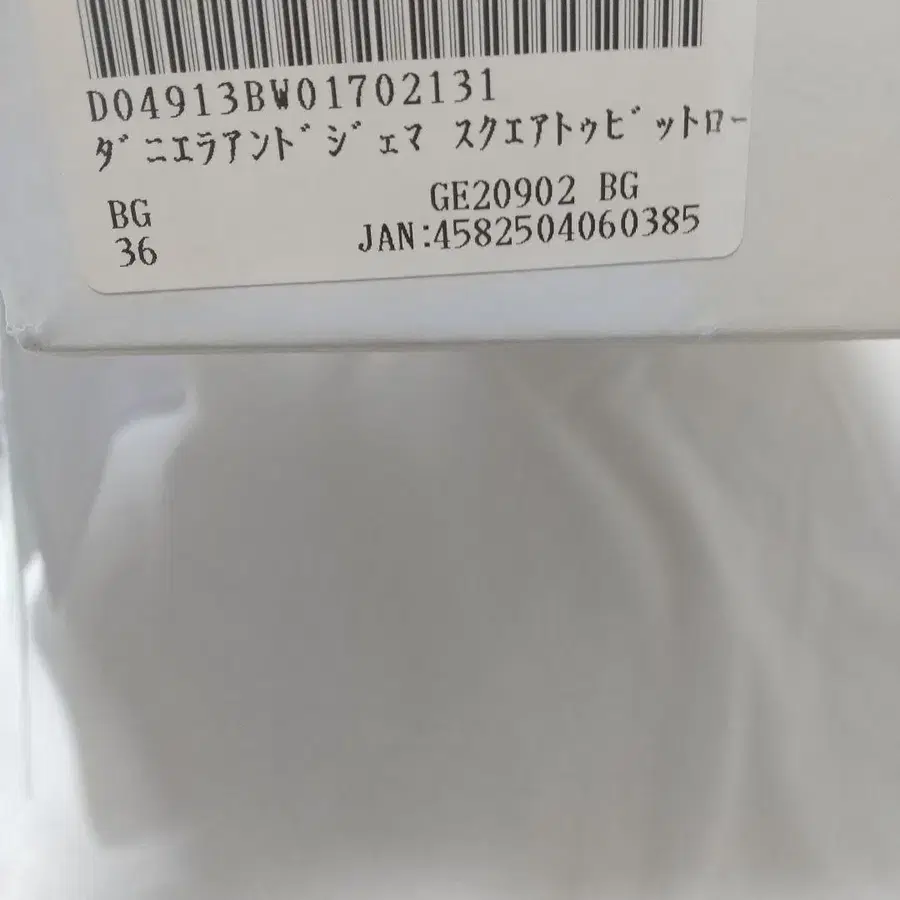 D04913BW01702131
ﾀﾞﾆｴﾗｱﾝﾄﾞｼﾞｪﾏ ｽｸｴｱﾄｩﾋﾞｯﾄﾛｰ
BG GE20902 BG
36 JAN:4582504060385